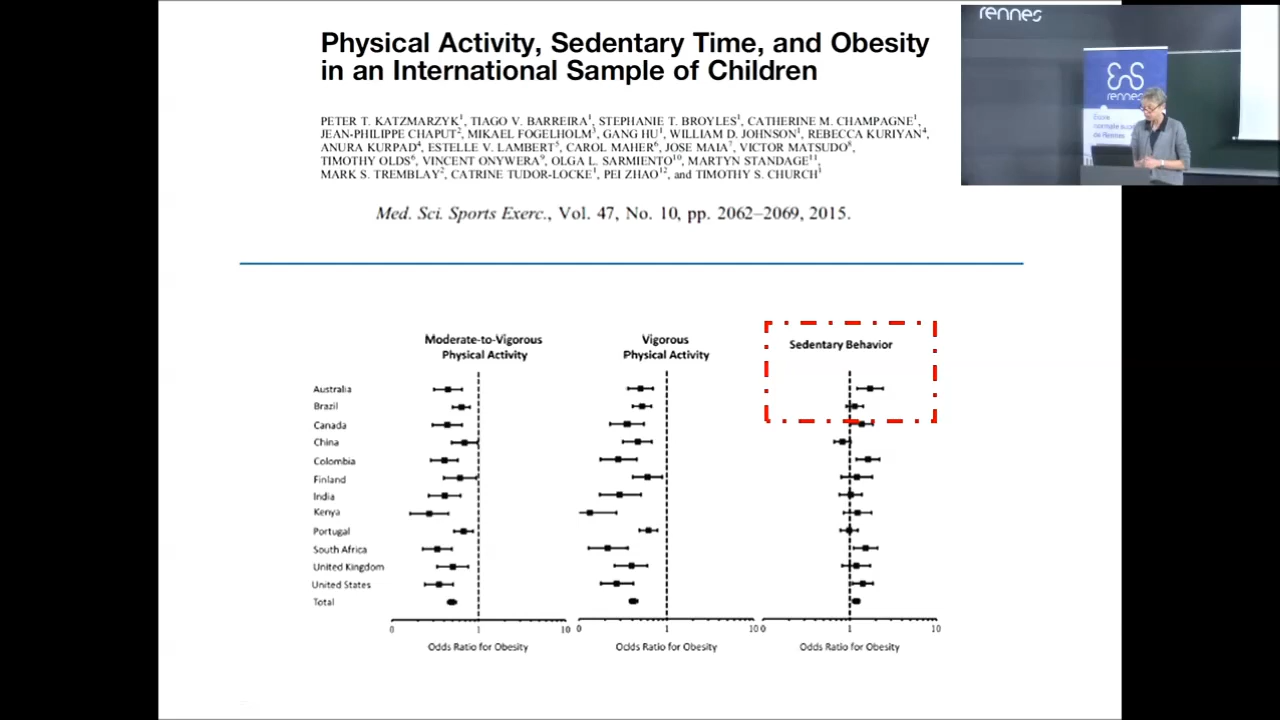 Physical Activity, Sedentary Time, and Obesity
in an International Sample of Children
PETER T. KATZMARZYK1, TIAGO V. BARREIRA1, STEPHANIE T. BROYLES1, CATHERINE M. CHAMPAGNE1,
JEAN-PHILIPPE CHAPUT2, MIKAEL FOGELHOLM3, GANG HU1, WILLIAM D. JOHNSON1, REBECCA KURIYAN4,
ANURA KURPAD4, ESTELLE V. LAMBERT5, CAROL MAHER6, JOSE MAIA7, VICTOR MATSUDO8,
TIMOTHY OLDS6, VINCENT ONYWERA9, OLGA L. SARMIENTO10, MARTYN STANDAGE11,
MARK S. TREMBLAY2, CATRINE TUDOR-LOCKE1, PEI ZHAO12, and TIMOTHY S. CHURCH1
Med. Sci. Sports Exerc., Vol. 47, No. 10, pp. 2062–2069, 2015.
rennes
ens
rennes
École
normale
de Rennes
Moderate-to-Vigorous
Physical Activity
Vigorous
Physical Activity
Sedentary Behavior
Australia
Brazil
Canada
China
Colombia
Finland
India
Kenya
Portugal
South Africa
United Kingdom
United States
Total
0 1 10 0 1 10 0 1 10
Odds Ratio for Obesity Odds Ratio for Obesity Odds Ratio for Obesity